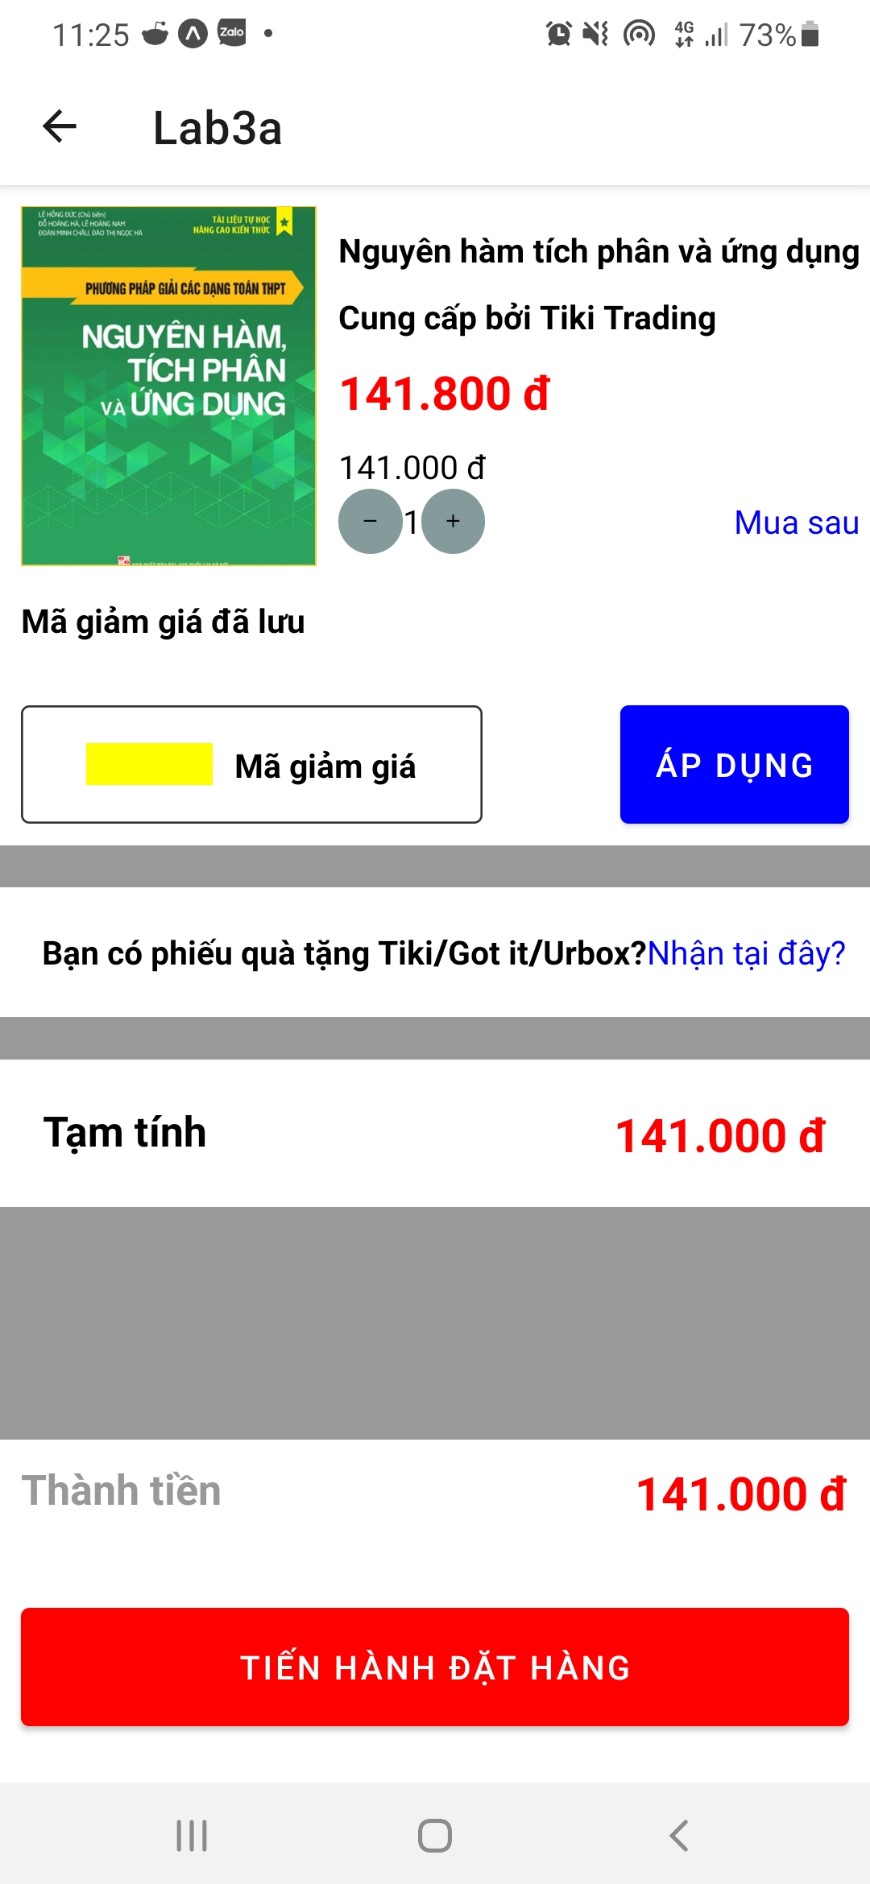 11:25
Zalo
4G
73%
Lab3a
LÊ HỒNG ĐỨC (Chủ biên)
ĐỖ HOÀNG HÀ, LÊ HOÀNG NAM
ĐOÀN MINH CHÂU, ĐÀO THỊ NGỌC HÀ
TÀI LIỆU TỰ HỌC
NÂNG CAO KIẾN THỨC
PHƯƠNG PHÁP GIẢI CÁC DẠNG TOÁN THPT
NGUYÊN HÀM,
TÍCH PHÂN
VÀ ỨNG DỤNG
Nguyên hàm tích phân và ứng dụng
Cung cấp bởi Tiki Trading
141.800 đ
141.000 đ
− 1 +
Mua sau
Mã giảm giá đã lưu
Mã giảm giá
ÁP DỤNG
Bạn có phiếu quà tặng Tiki/Got it/Urbox?Nhận tại đây?
Tạm tính
141.000 đ
Thành tiền
141.000 đ
TIẾN HÀNH ĐẶT HÀNG